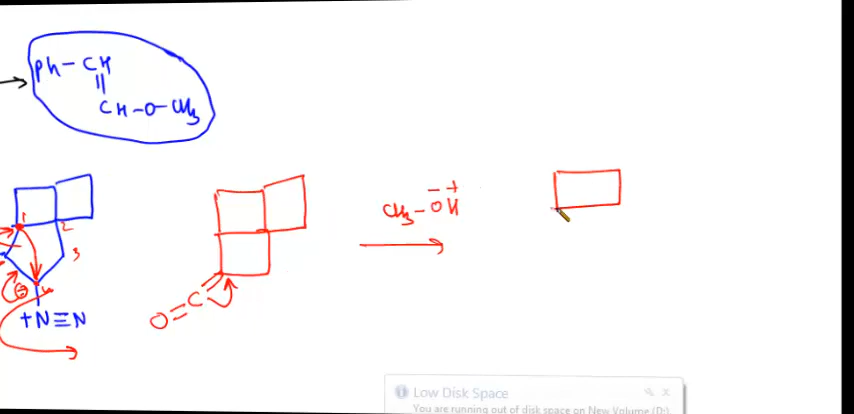 Ph-CH
||
CH-O-CH3
1
2
3
4
+N≡N
O=C=
CH3-OH
- +
Low Disk Space
You are running out of disk space on New Volume (D:).